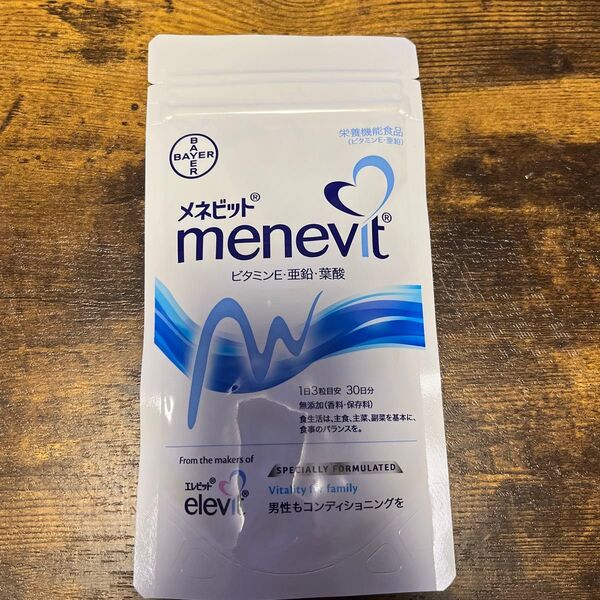 BAYER
BAYER
栄養機能食品
(ビタミンE・亜鉛)
メネビット®
menevit®
ビタミンE・亜鉛・葉酸
1日3粒目安 30日分
無添加(香料・保存料)
食生活は、主食、主菜、副菜を基本に、
食事のバランスを。
From the makers of
エレビット®
elevit®
SPECIALLY FORMULATED
Vitality for family
男性もコンディショニングを